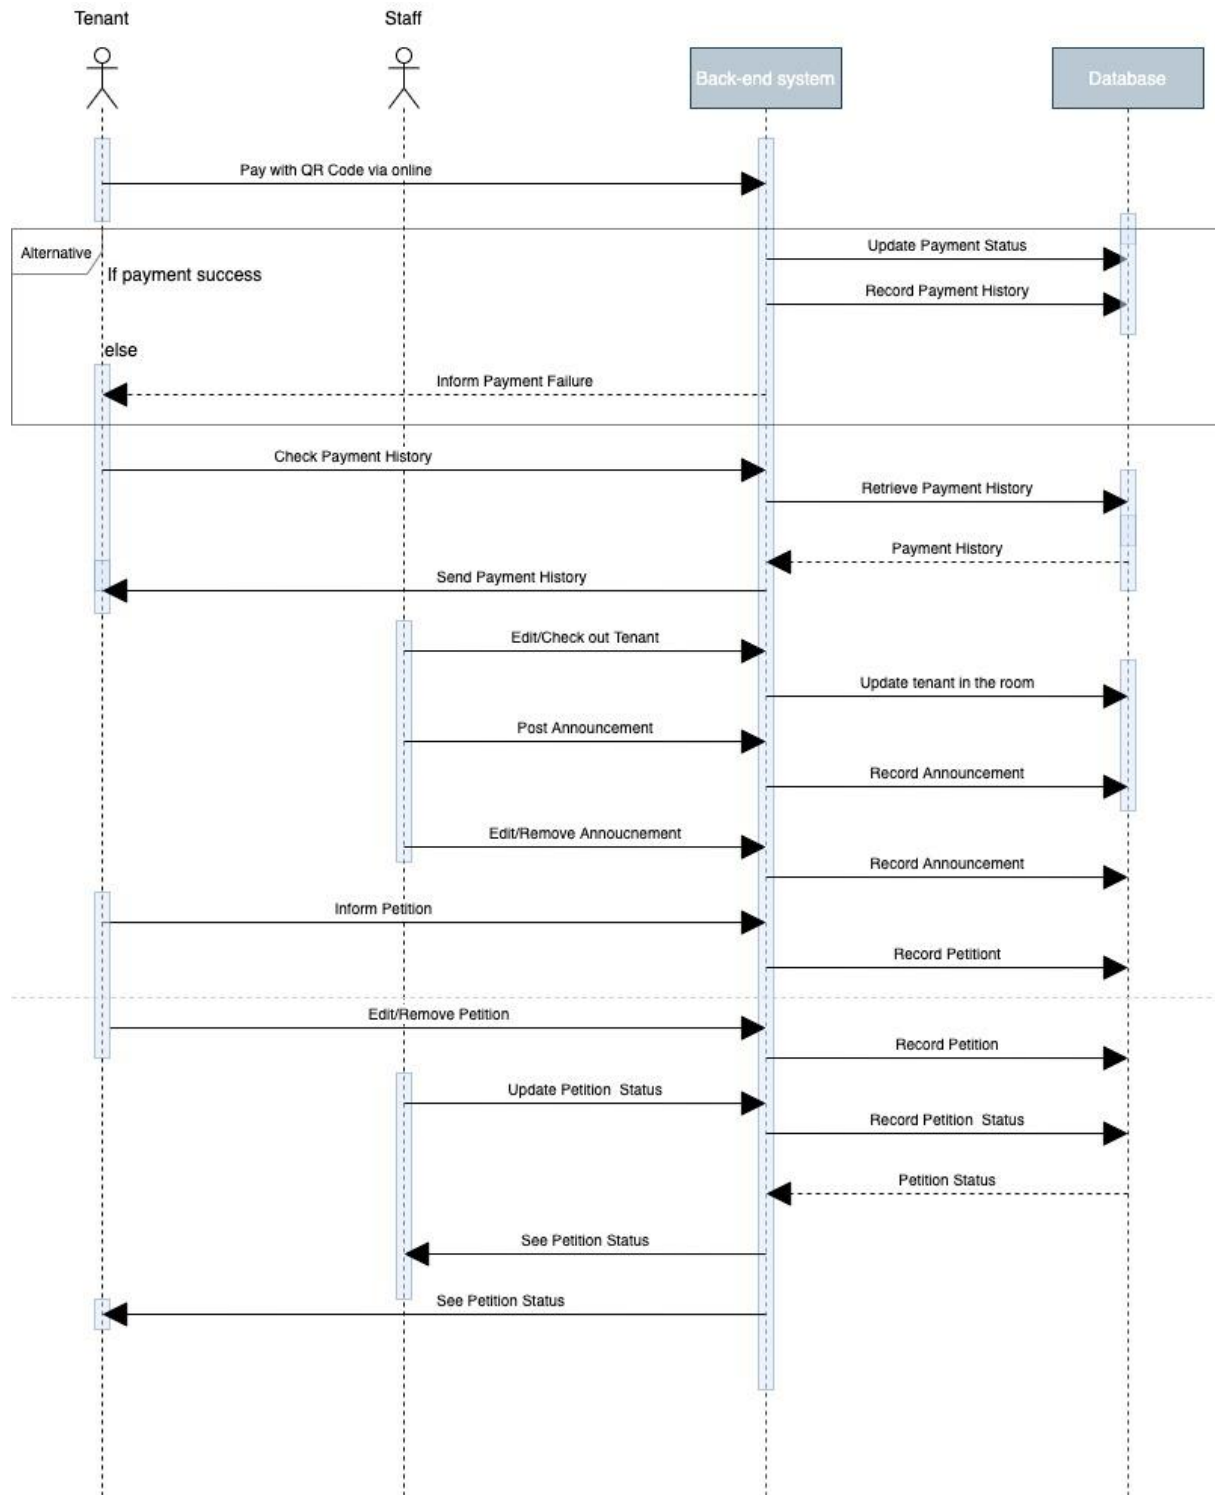 Tenant
Staff
Back-end system
Database
Pay with QR Code via online
Alternative
Update Payment Status
If payment success
Record Payment History
else
Inform Payment Failure
Check Payment History
Retrieve Payment History
Payment History
Send Payment History
Edit/Check out Tenant
Update tenant in the room
Post Announcement
Record Announcement
Edit/Remove Annoucnement
Record Announcement
Inform Petition
Record Petitiont
Edit/Remove Petition
Record Petition
Update Petition  Status
Record Petition  Status
Petition Status
See Petition Status
See Petition Status